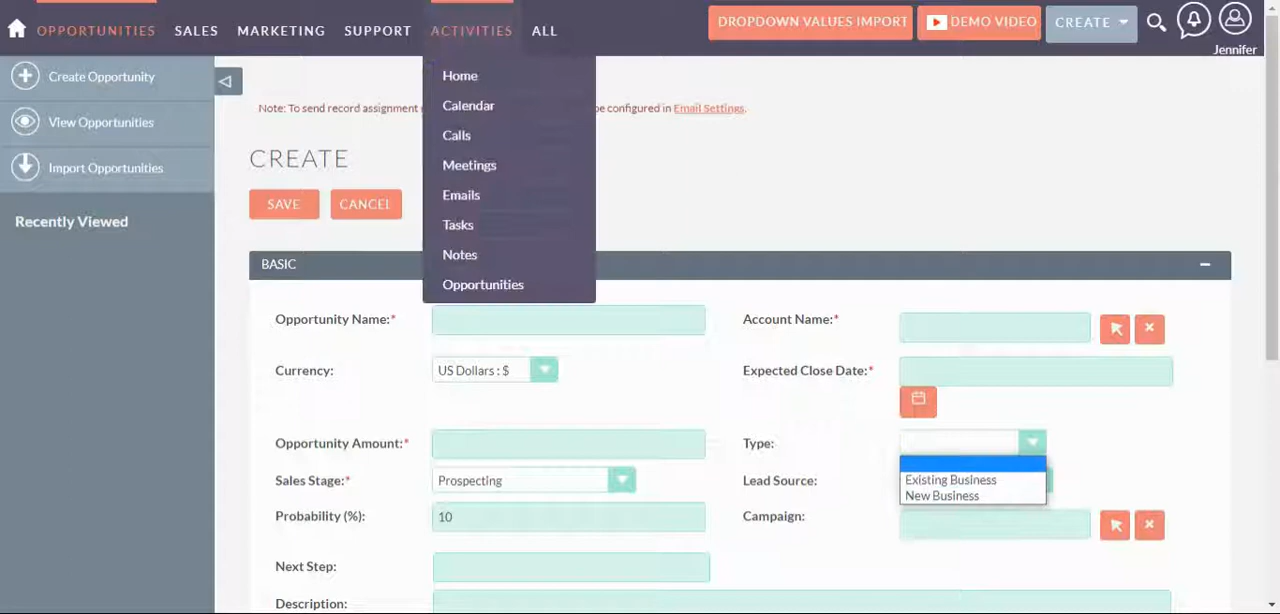 OPPORTUNITIES SALES MARKETING SUPPORT ACTIVITIES ALL DROPDOWN VALUES IMPORT DEMO VIDEO CREATE Jennifer
Create Opportunity
View Opportunities
Import Opportunities
Recently Viewed
Home
Calendar
Calls
Meetings
Emails
Tasks
Notes
Opportunities
Note: To send record assignment
be configured in Email Settings.
CREATE
SAVE CANCEL
BASIC
Opportunity Name:* Account Name:*
Currency: US Dollars : $ Expected Close Date:*
Opportunity Amount:* Type:
Existing Business
New Business
Sales Stage:* Prospecting Lead Source:
Probability (%): 10 Campaign:
Next Step:
Description: